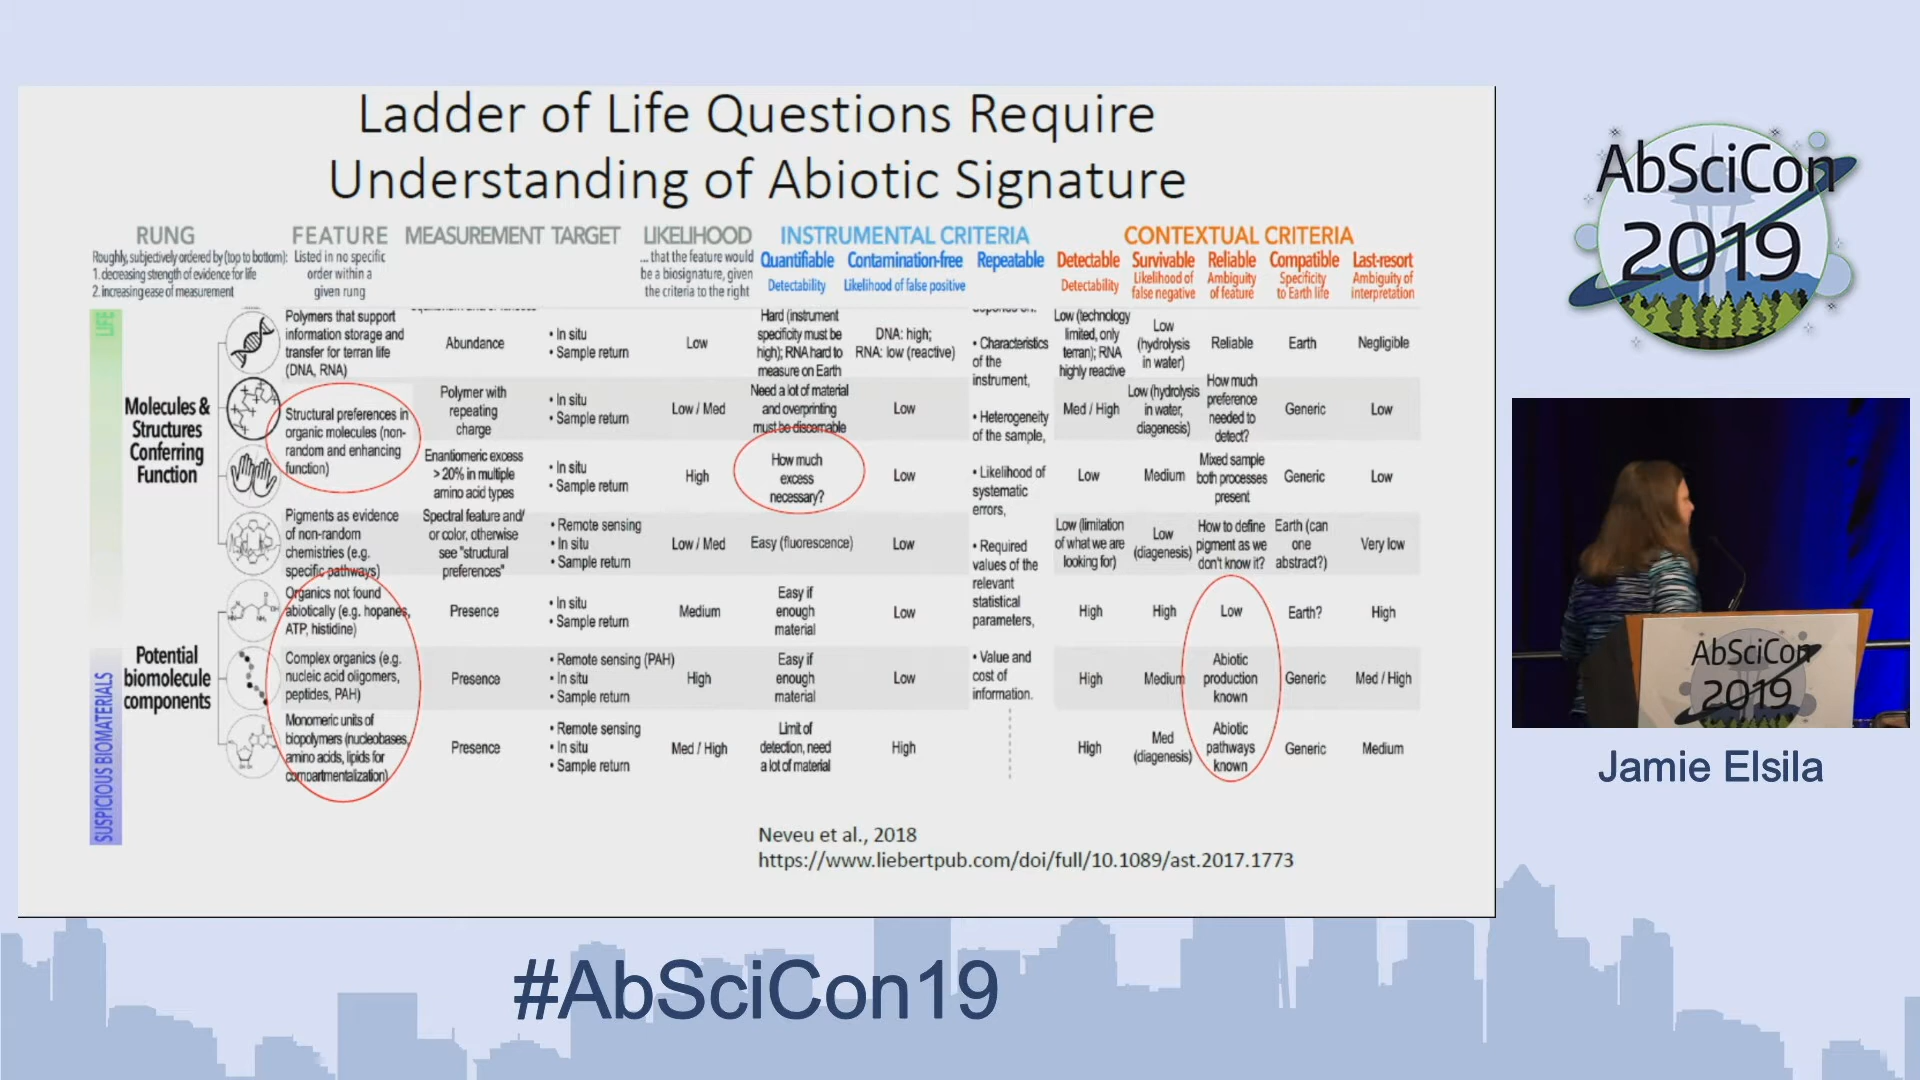 Ladder of Life Questions Require
Understanding of Abiotic Signature
RUNG
Roughly, subjectively ordered by (top to bottom):
1. decreasing strength of evidence for life
2. increasing ease of measurement
FEATURE
Listed in no specific
order within a
given rung
MEASUREMENT
TARGET
LIKELIHOOD
... that the feature would
be a biosignature, given
the criteria to the right
INSTRUMENTAL CRITERIA
Quantifiable
Detectability
Contamination-free
Likelihood of false positive
Repeatable
CONTEXTUAL CRITERIA
Detectable
Detectability
Survivable
Likelihood of
false negative
Reliable
Ambiguity
of feature
Compatible
Specificity
to Earth life
Last-resort
Ambiguity of
interpretation
LIFE
SUSPICIOUS BIOMATERIALS
Molecules &
Structures
Conferring
Function
Polymers that support
information storage and
transfer for terran life
(DNA, RNA)
Abundance
• In situ
• Sample return
Low
Hard (instrument
specificity must be
high); RNA hard to
measure on Earth
DNA: high;
RNA: low (reactive)
• Characteristics
of the
instrument,
• Heterogeneity
of the sample,
• Likelihood of
systematic
errors,
• Required
values of the
relevant
statistical
parameters,
• Value and
cost of
information.
Low (technology
limited, only
terran); RNA
highly reactive
Low
(hydrolysis
in water)
Reliable
Earth
Negligible
Structural preferences in
organic molecules (non-
random and enhancing
function)
Polymer with
repeating
charge
• In situ
• Sample return
Low / Med
Need a lot of material
and overprinting
must be discernable
Low
Med / High
Low (hydrolysis
in water,
diagenesis)
How much
preference
needed to
detect?
Generic
Low
Enantiomeric excess
> 20% in multiple
amino acid types
• In situ
• Sample return
High
How much
excess
necessary?
Low
Low
Medium
Mixed sample
both processes
present
Generic
Low
Pigments as evidence
of non-random
chemistries (e.g.
specific pathways)
Spectral feature and/
or color, otherwise
see "structural
preferences"
• Remote sensing
• In situ
• Sample return
Low / Med
Easy (fluorescence)
Low
Low (limitation
of what we are
looking for)
Low
(diagenesis)
How to define
pigment as we
don't know it?
Earth (can
one
abstract?)
Very low
Potential
biomolecule
components
Organics not found
abiotically (e.g. hopanes,
ATP, histidine)
Presence
• In situ
• Sample return
Medium
Easy if
enough
material
Low
High
High
Low
Earth?
High
Complex organics (e.g.
nucleic acid oligomers,
peptides, PAH)
Presence
• Remote sensing (PAH)
• In situ
• Sample return
High
Easy if
enough
material
Low
High
Medium
Abiotic
production
known
Generic
Med / High
Monomeric units of
biopolymers (nucleobases,
amino acids, lipids for
compartmentalization)
Presence
• Remote sensing
• In situ
• Sample return
Med / High
Limit of
detection, need
a lot of material
High
High
Med
(diagenesis)
Abiotic
pathways
known
Generic
Medium
Neveu et al., 2018
https://www.liebertpub.com/doi/full/10.1089/ast.2017.1773
AbSciCon
2019
AbSciCon
2019
Jamie Elsila
#AbSciCon19